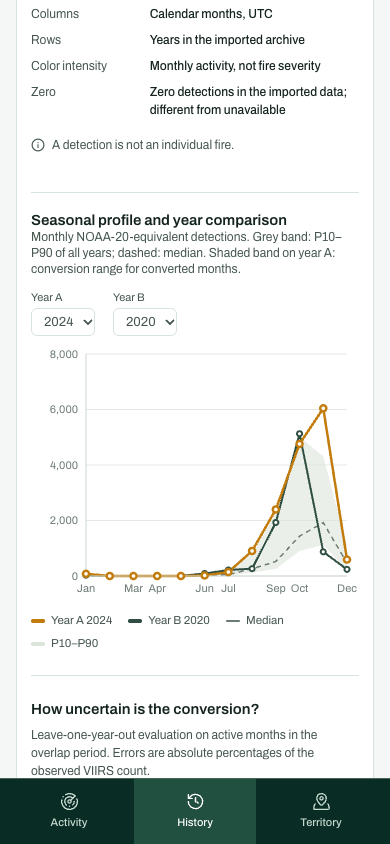 Columns Calendar months, UTC
Rows Years in the imported archive
Color intensity Monthly activity, not fire severity
Zero Zero detections in the imported data;
different from unavailable
A detection is not an individual fire.
Seasonal profile and year comparison
Monthly NOAA-20-equivalent detections. Grey band: P10–
P90 of all years; dashed: median. Shaded band on year A:
conversion range for converted months.
Year A Year B
2024 2020
8,000
6,000
4,000
2,000
0
Jan Mar Apr Jun Jul Sep Oct Dec
Year A 2024 Year B 2020 Median
P10–P90
How uncertain is the conversion?
Leave-one-year-out evaluation on active months in the
overlap period. Errors are absolute percentages of the
observed VIIRS count.
Activity History Territory